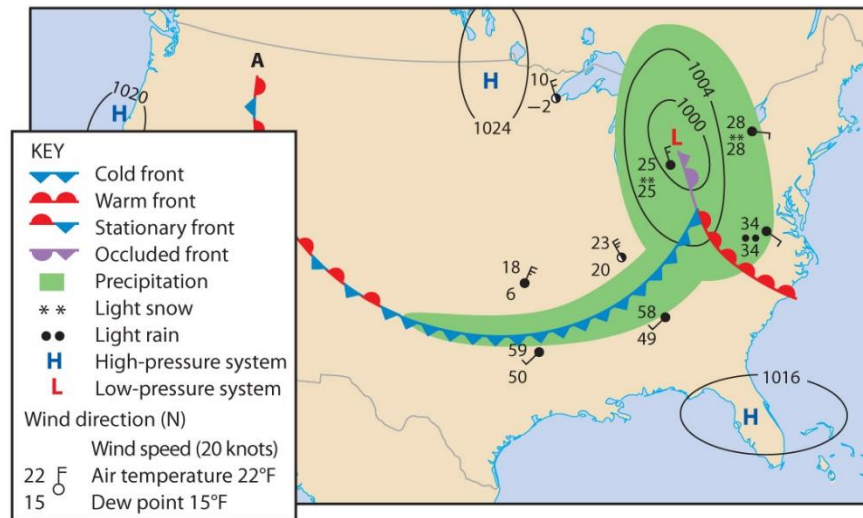 A
1020
H
H
1024
10
−2
1004
1000
L
25
**
25
28
**
28
34
●●
34
23
20
18
6
58
49
59
50
1016
H
KEY
Cold front
Warm front
Stationary front
Occluded front
Precipitation
* * Light snow
●● Light rain
H High-pressure system
L Low-pressure system
Wind direction (N)
Wind speed (20 knots)
22 Air temperature 22°F
15 Dew point 15°F